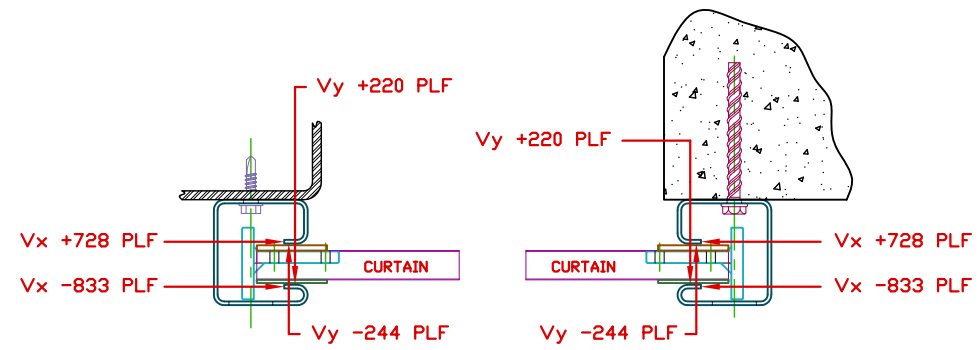 Vy +220 PLF
Vy +220 PLF
Vx +728 PLF
CURTAIN
Vx -833 PLF
Vy -244 PLF
CURTAIN
Vx +728 PLF
Vx -833 PLF
Vy -244 PLF